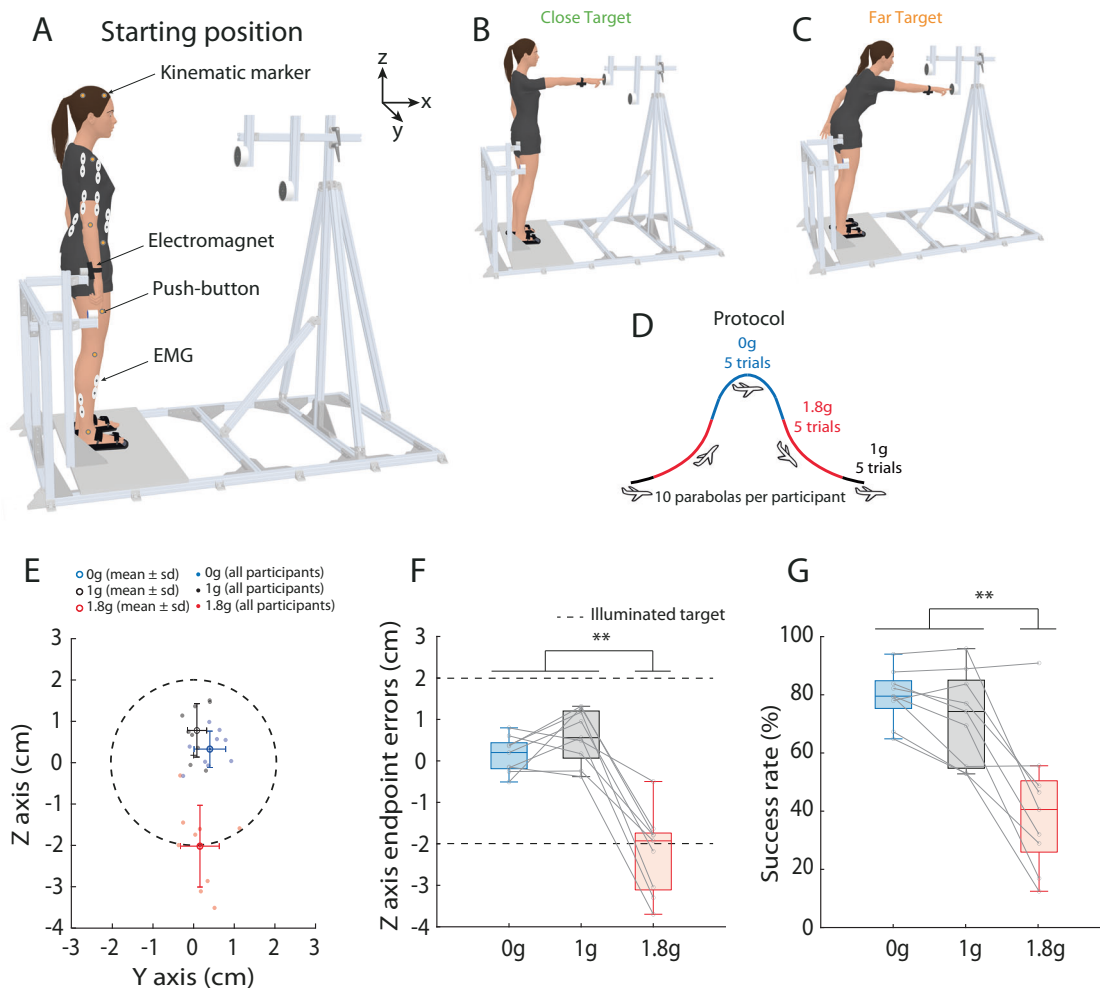 A
Starting position
Kinematic marker
z
x
y
Electromagnet
Push-button
EMG
B
Close Target
C
Far Target
D
Protocol
0g
5 trials
1.8g
5 trials
1g
5 trials
10 parabolas per participant
E
0g (mean ± sd)
0g (all participants)
1g (mean ± sd)
1g (all participants)
1.8g (mean ± sd)
1.8g (all participants)
Z axis (cm)
3
2
1
0
-1
-2
-3
-4
-3
-2
-1
0
1
2
3
Y axis (cm)
F
Illuminated target
**
Z axis endpoint errors (cm)
3
2
1
0
-1
-2
-3
-4
0g
1g
1.8g
G
**
Success rate (%)
100
80
60
40
20
0
0g
1g
1.8g